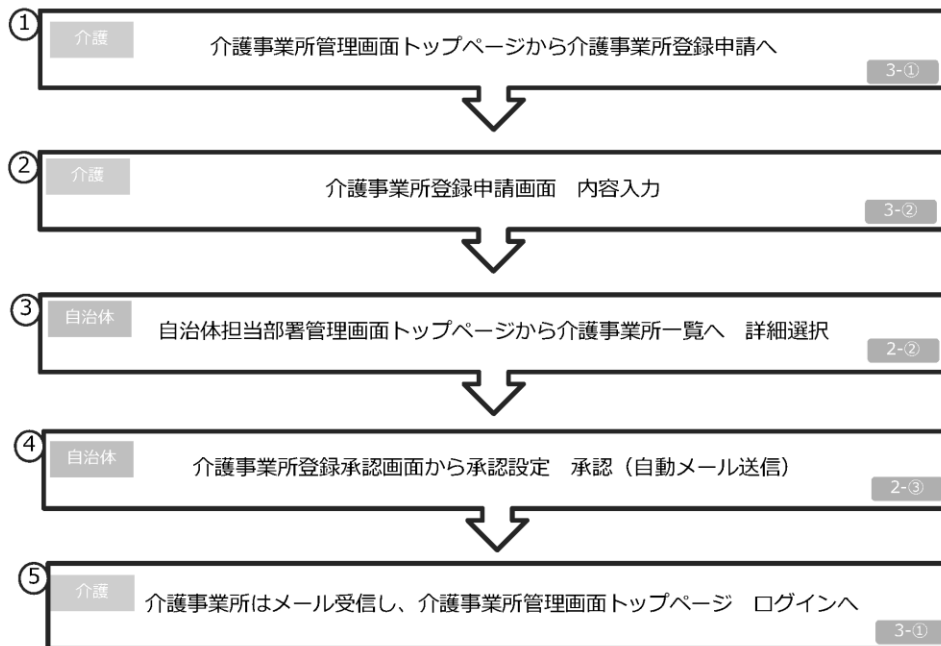 ①
介護
介護事業所管理画面トップページから介護事業所登録申請へ
3-①
②
介護
介護事業所登録申請画面　内容入力
3-②
③
自治体
自治体担当部署管理画面トップページから介護事業所一覧へ　詳細選択
2-②
④
自治体
介護事業所登録承認画面から承認設定　承認（自動メール送信）
2-③
⑤
介護
介護事業所はメール受信し、介護事業所管理画面トップページ　ログインへ
3-①